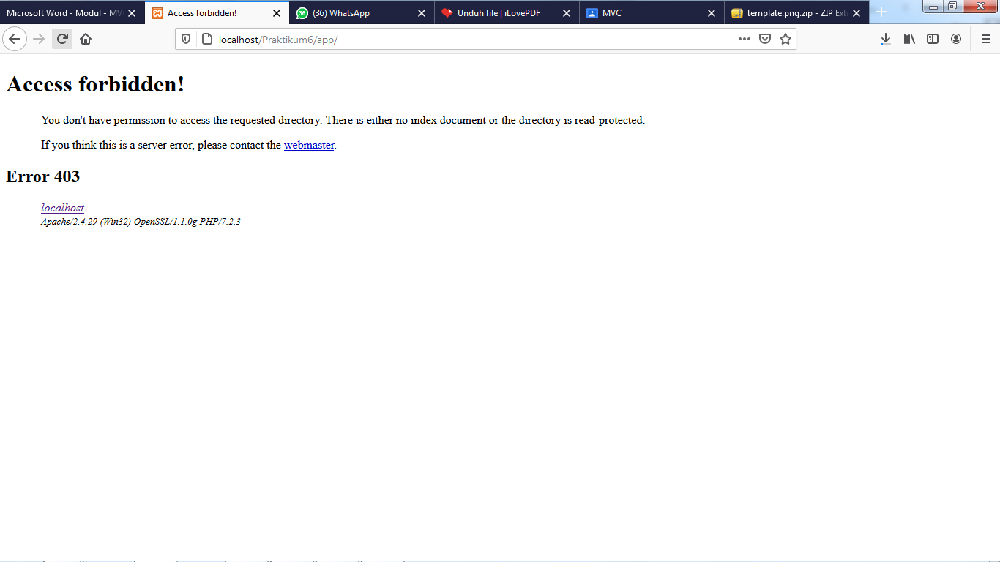 Microsoft Word - Modul - MV
Access forbidden!
36
(36) WhatsApp
Unduh file | iLovePDF
MVC
template.png.zip - ZIP Ext
localhost/Praktikum6/app/
Access forbidden!
You don't have permission to access the requested directory. There is either no index document or the directory is read-protected.
If you think this is a server error, please contact the webmaster.
Error 403
localhost
Apache/2.4.29 (Win32) OpenSSL/1.1.0g PHP/7.2.3